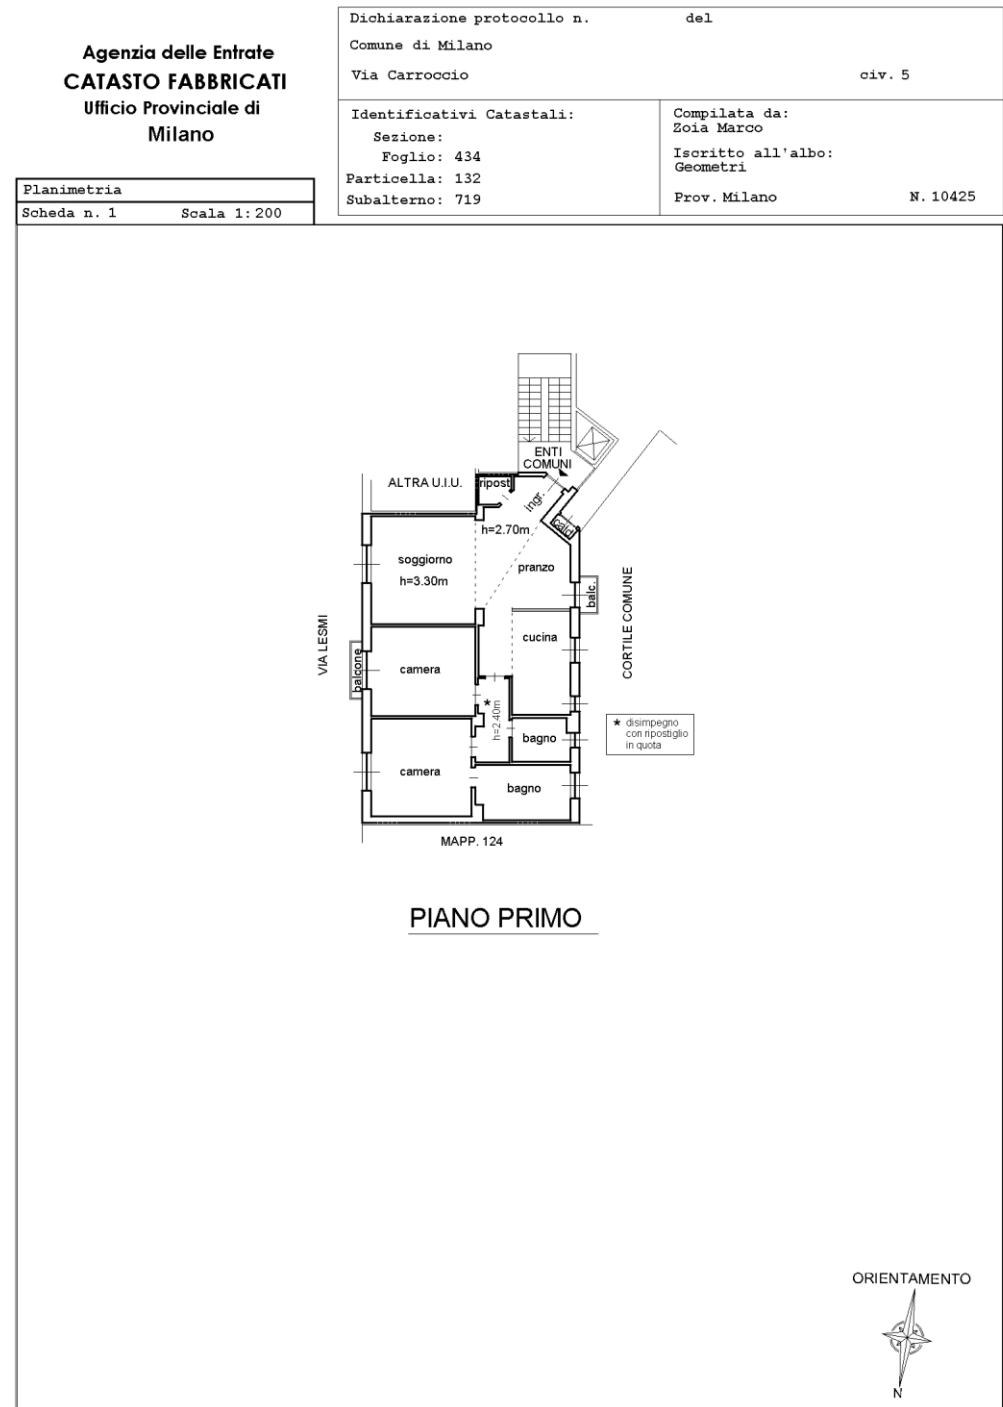 Agenzia delle Entrate
CATASTO FABBRICATI
Ufficio Provinciale di
Milano
Dichiarazione protocollo n. del
Comune di Milano
Via Carroccio civ. 5
Identificativi Catastali:
Sezione:
Foglio: 434
Particella: 132
Subalterno: 719
Compilata da:
Zoia Marco
Iscritto all'albo:
Geometri
Prov. Milano N. 10425
Planimetria
Scheda n. 1 Scala 1:200
ENTI
COMUNI
ALTRA U.I.U.
ripost
ingr.
cald
h=2.70m
soggiorno
h=3.30m
pranzo
balc.
CORTILE COMUNE
VIA LESMI
cucina
balcone
camera
*
h=2.40m
* disimpegno
con ripostiglio
in quota
bagno
camera
bagno
MAPP. 124
PIANO PRIMO
ORIENTAMENTO
N